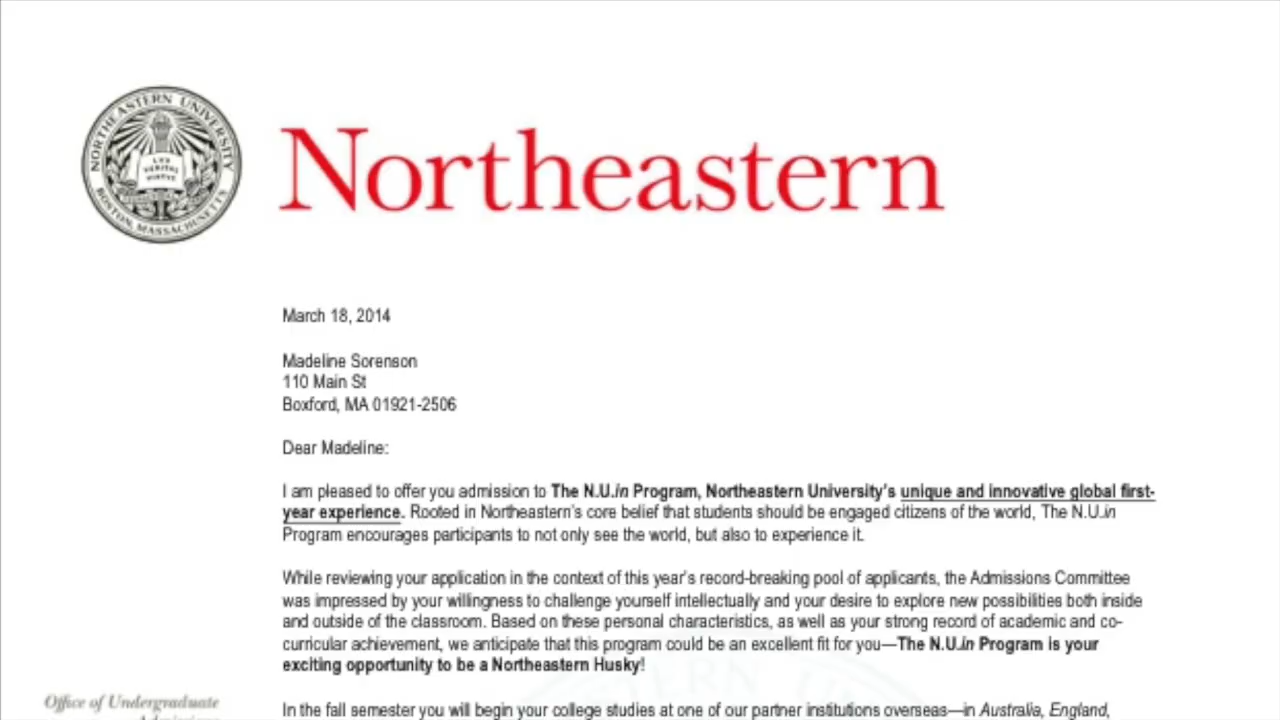 NORTHEASTERN UNIVERSITY
LUX
VERITAS
VIRTUS
BOSTON, MASSACHUSETTS
Northeastern
March 18, 2014
Madeline Sorenson
110 Main St
Boxford, MA 01921-2506
Dear Madeline:
I am pleased to offer you admission to The N.U.in Program, Northeastern University's unique and innovative global first-
year experience. Rooted in Northeastern's core belief that students should be engaged citizens of the world, The N.U.in
Program encourages participants to not only see the world, but also to experience it.
While reviewing your application in the context of this year's record-breaking pool of applicants, the Admissions Committee
was impressed by your willingness to challenge yourself intellectually and your desire to explore new possibilities both inside
and outside of the classroom. Based on these personal characteristics, as well as your strong record of academic and co-
curricular achievement, we anticipate that this program could be an excellent fit for you—The N.U.in Program is your
exciting opportunity to be a Northeastern Husky!
Office of Undergraduate
Admissions
In the fall semester you will begin your college studies at one of our partner institutions overseas—in Australia, England,